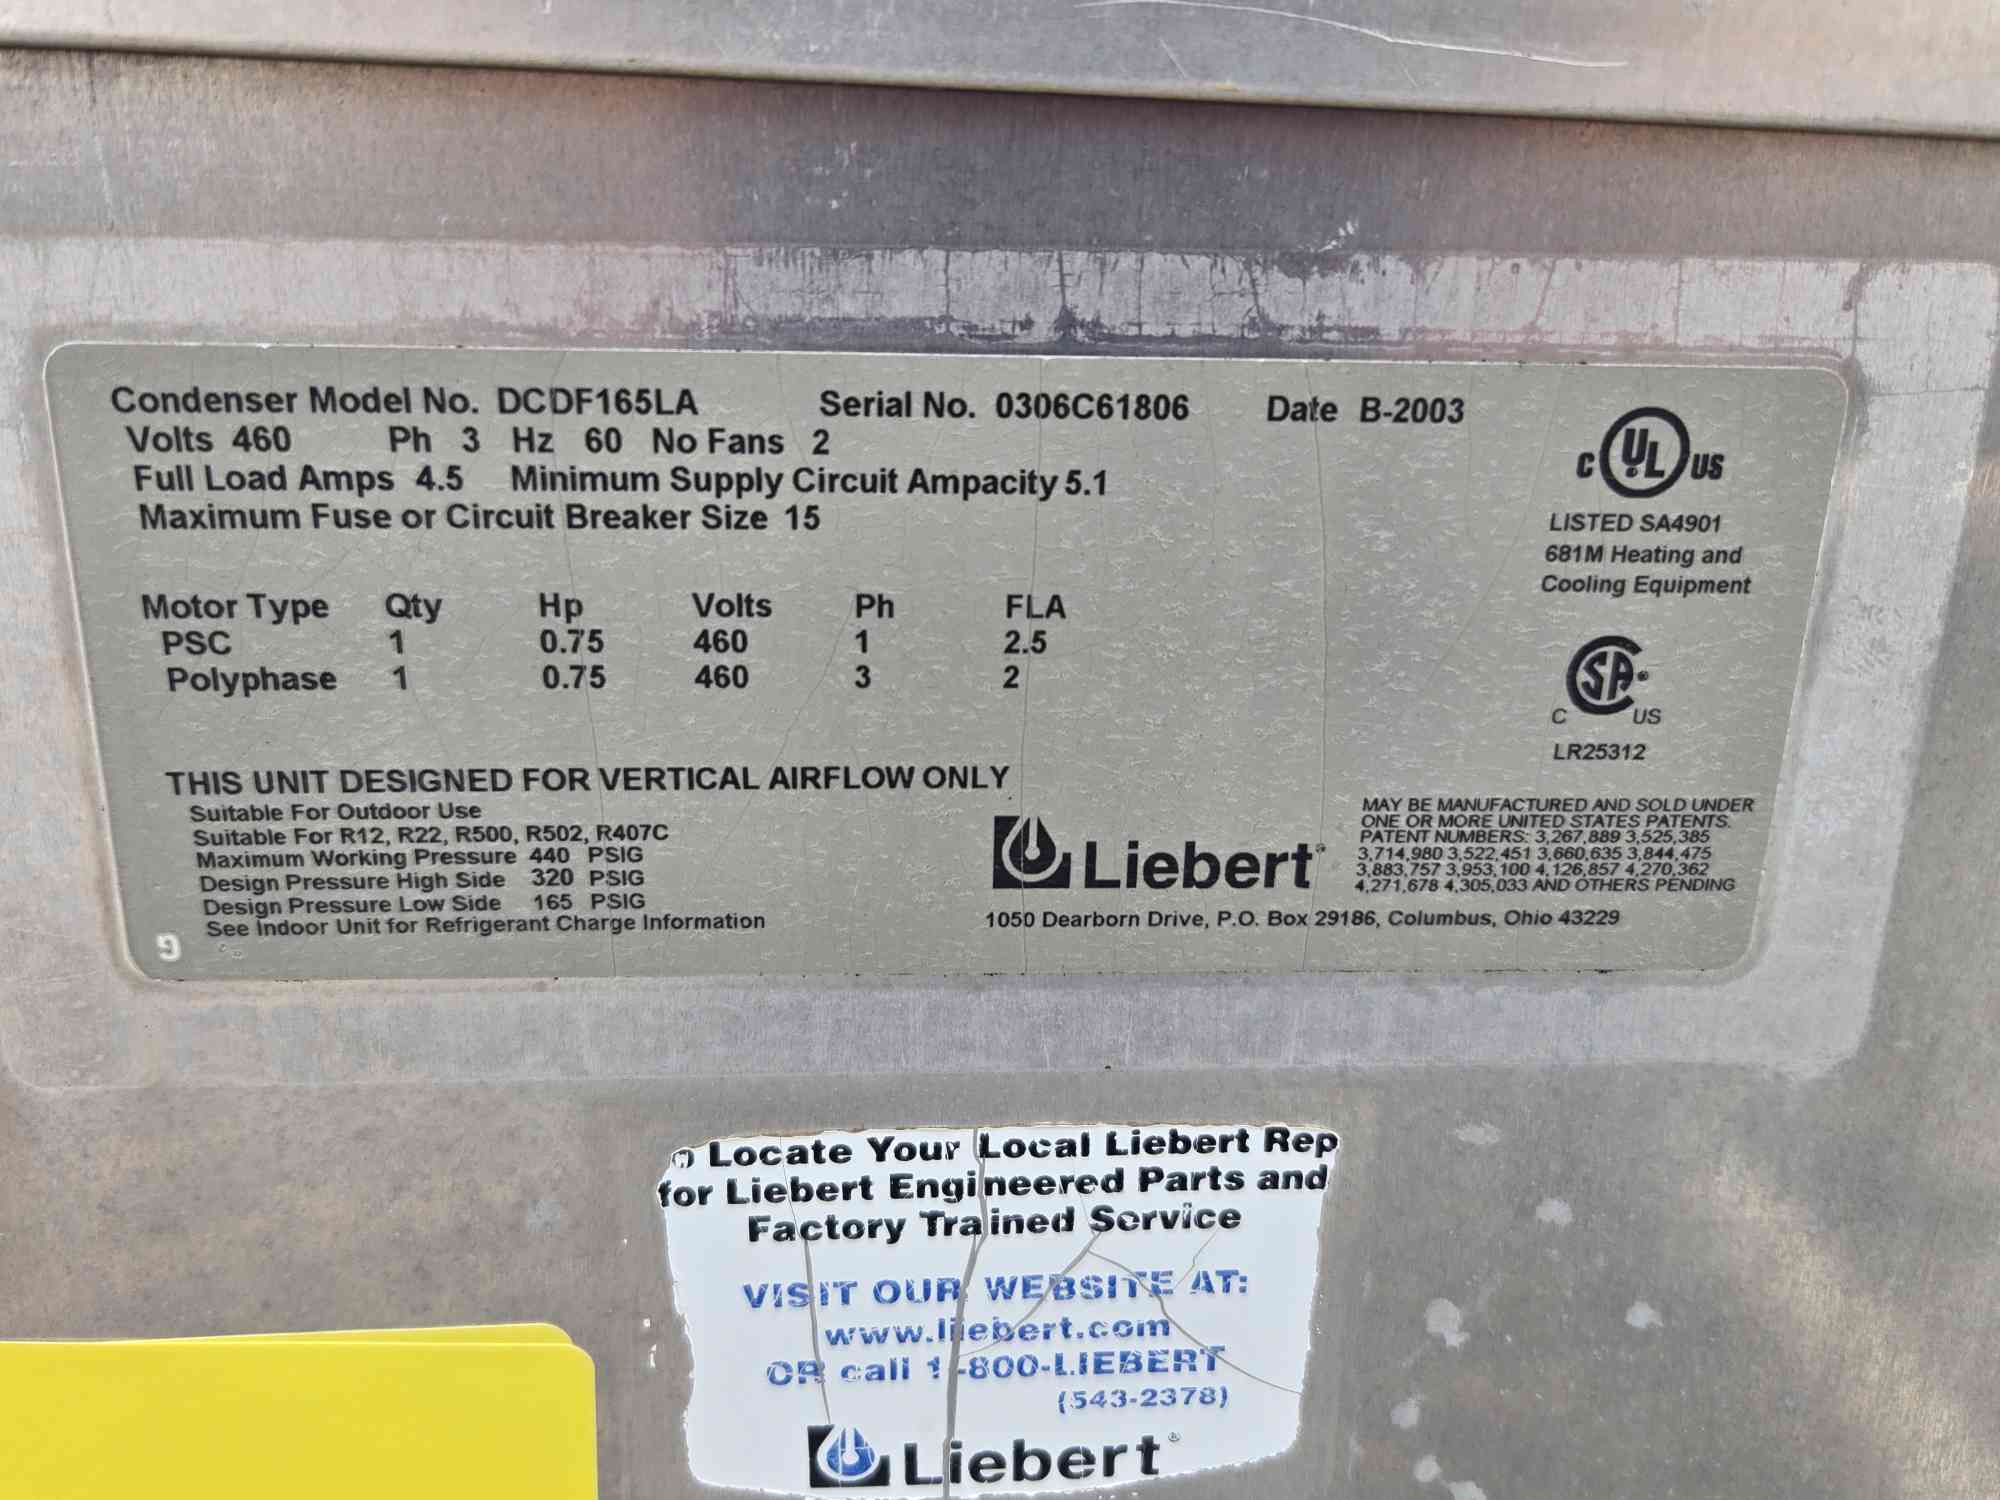 Condenser Model No. DCDF165LA Serial No. 0306C61806 Date B-2003
Volts 460 Ph 3 Hz 60 No Fans 2
Full Load Amps 4.5 Minimum Supply Circuit Ampacity 5.1
Maximum Fuse or Circuit Breaker Size 15
C UL US
LISTED SA4901
681M Heating and
Cooling Equipment
Motor Type Qty Hp Volts Ph FLA
PSC 1 0.75 460 1 2.5
Polyphase 1 0.75 460 3 2
SA
C US
LR25312
THIS UNIT DESIGNED FOR VERTICAL AIRFLOW ONLY
Suitable For Outdoor Use
Suitable For R12, R22, R500, R502, R407C
Maximum Working Pressure 440 PSIG
Design Pressure High Side 320 PSIG
Design Pressure Low Side 165 PSIG
See Indoor Unit for Refrigerant Charge Information
Liebert®
1050 Dearborn Drive, P.O. Box 29186, Columbus, Ohio 43229
MAY BE MANUFACTURED AND SOLD UNDER
ONE OR MORE UNITED STATES PATENTS.
PATENT NUMBERS: 3,267,889 3,525,385
3,714,980 3,522,451 3,660,635 3,844,475
3,883,757 3,953,100 4,126,857 4,270,362
4,271,678 4,305,033 AND OTHERS PENDING
Locate Your Local Liebert Rep
for Liebert Engineered Parts and
Factory Trained Service
VISIT OUR WEBSITE AT:
www.liebert.com
OR call 1-800-LIEBERT
(543-2378)
Liebert®